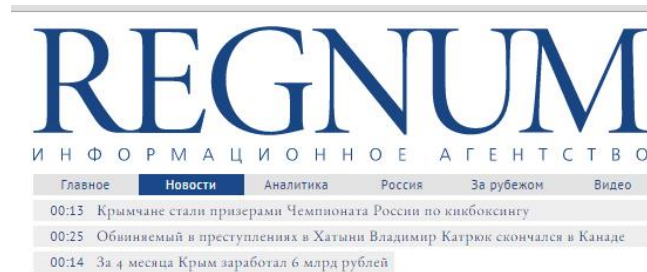 REGNUM
ИНФОРМАЦИОННОЕ АГЕНТСТВО
Главное Новости Аналитика Россия За рубежом Видео
00:13 Крымчане стали призерами Чемпионата России по кикбоксингу
00:25 Обвиняемый в преступлениях в Хатыни Владимир Катрюк скончался в Канаде
00:14 За 4 месяца Крым заработал 6 млрд рублей